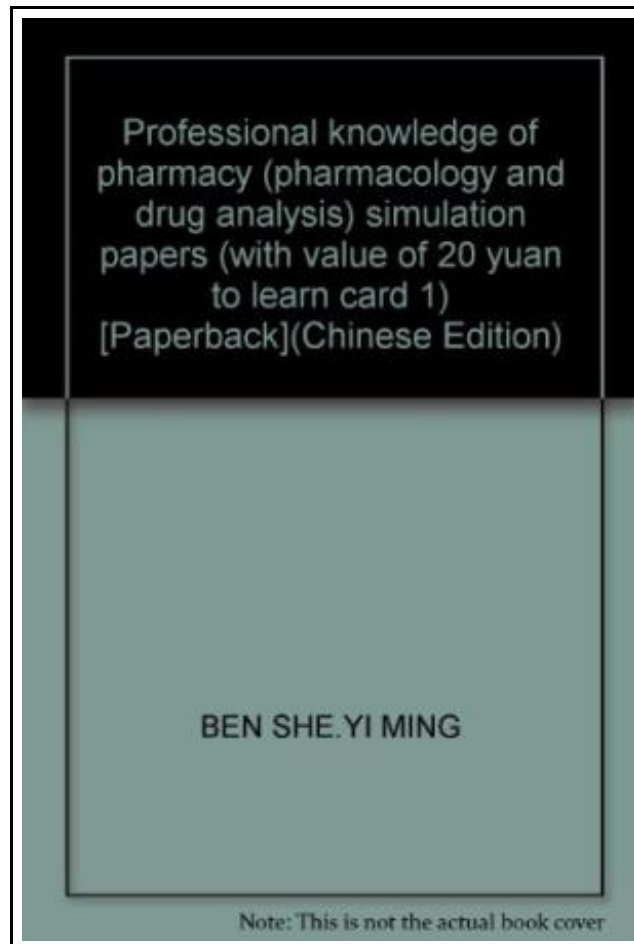 Professional knowledge of
pharmacy (pharmacology and
drug analysis) simulation
papers (with value of 20 yuan
to learn card 1)
[Paperback](Chinese Edition)
BEN SHE.YI MING
Note: This is not the actual book cover